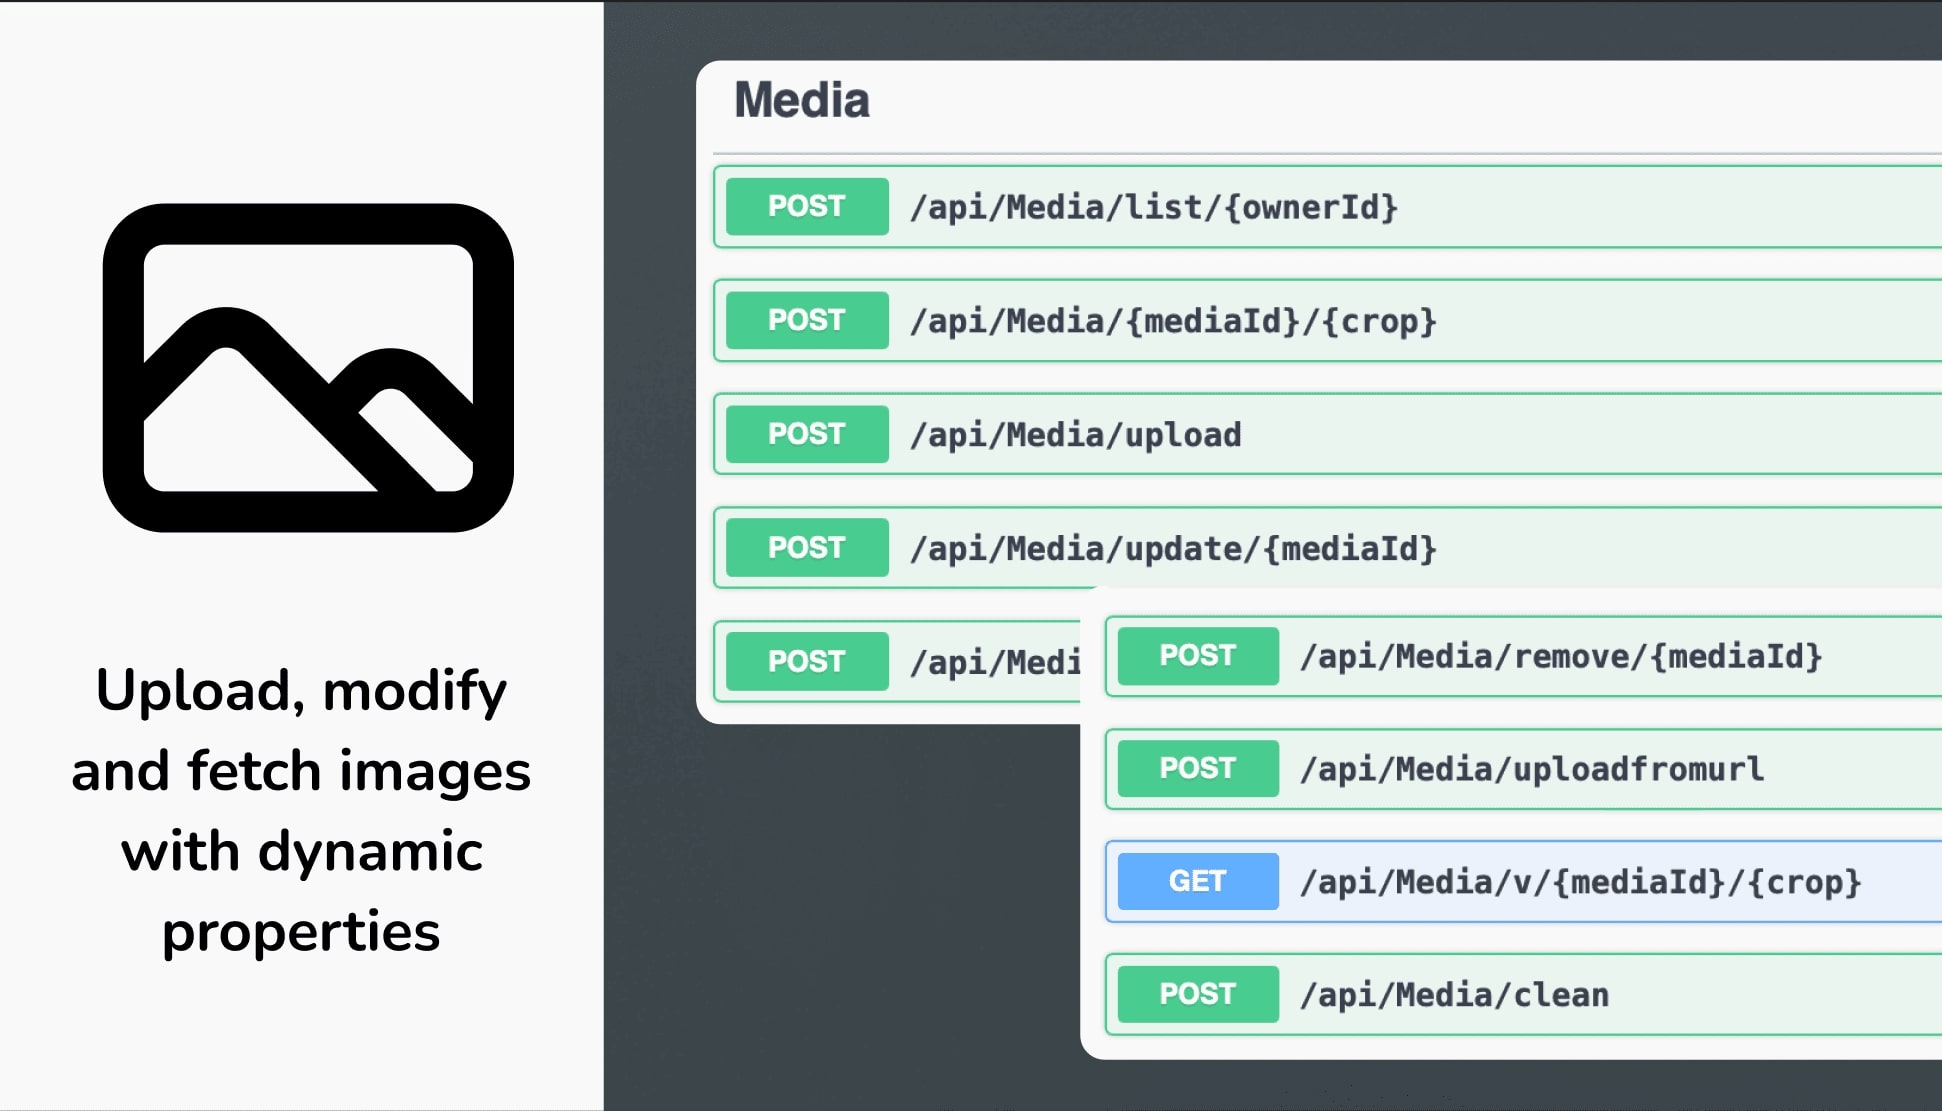 Upload, modify
and fetch images
with dynamic
properties
Media
POST /api/Media/list/{ownerId}
POST /api/Media/{mediaId}/{crop}
POST /api/Media/upload
POST /api/Media/update/{mediaId}
POST /api/Medi
POST /api/Media/remove/{mediaId}
POST /api/Media/uploadfromurl
GET /api/Media/v/{mediaId}/{crop}
POST /api/Media/clean